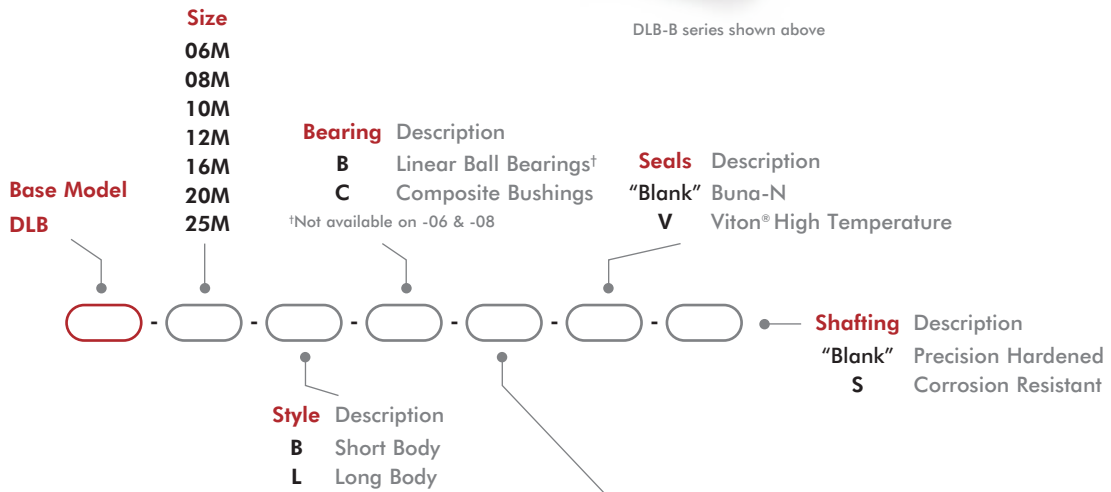 DLB-B series shown above
Size
06M
08M
10M
12M
16M
20M
25M
Base Model
DLB
Bearing Description
B Linear Ball Bearings†
C Composite Bushings
†Not available on -06 & -08
Seals Description
“Blank” Buna-N
V Viton® High Temperature
- - - - - -
Shafting Description
“Blank” Precision Hardened
S Corrosion Resistant
Style Description
B Short Body
L Long Body